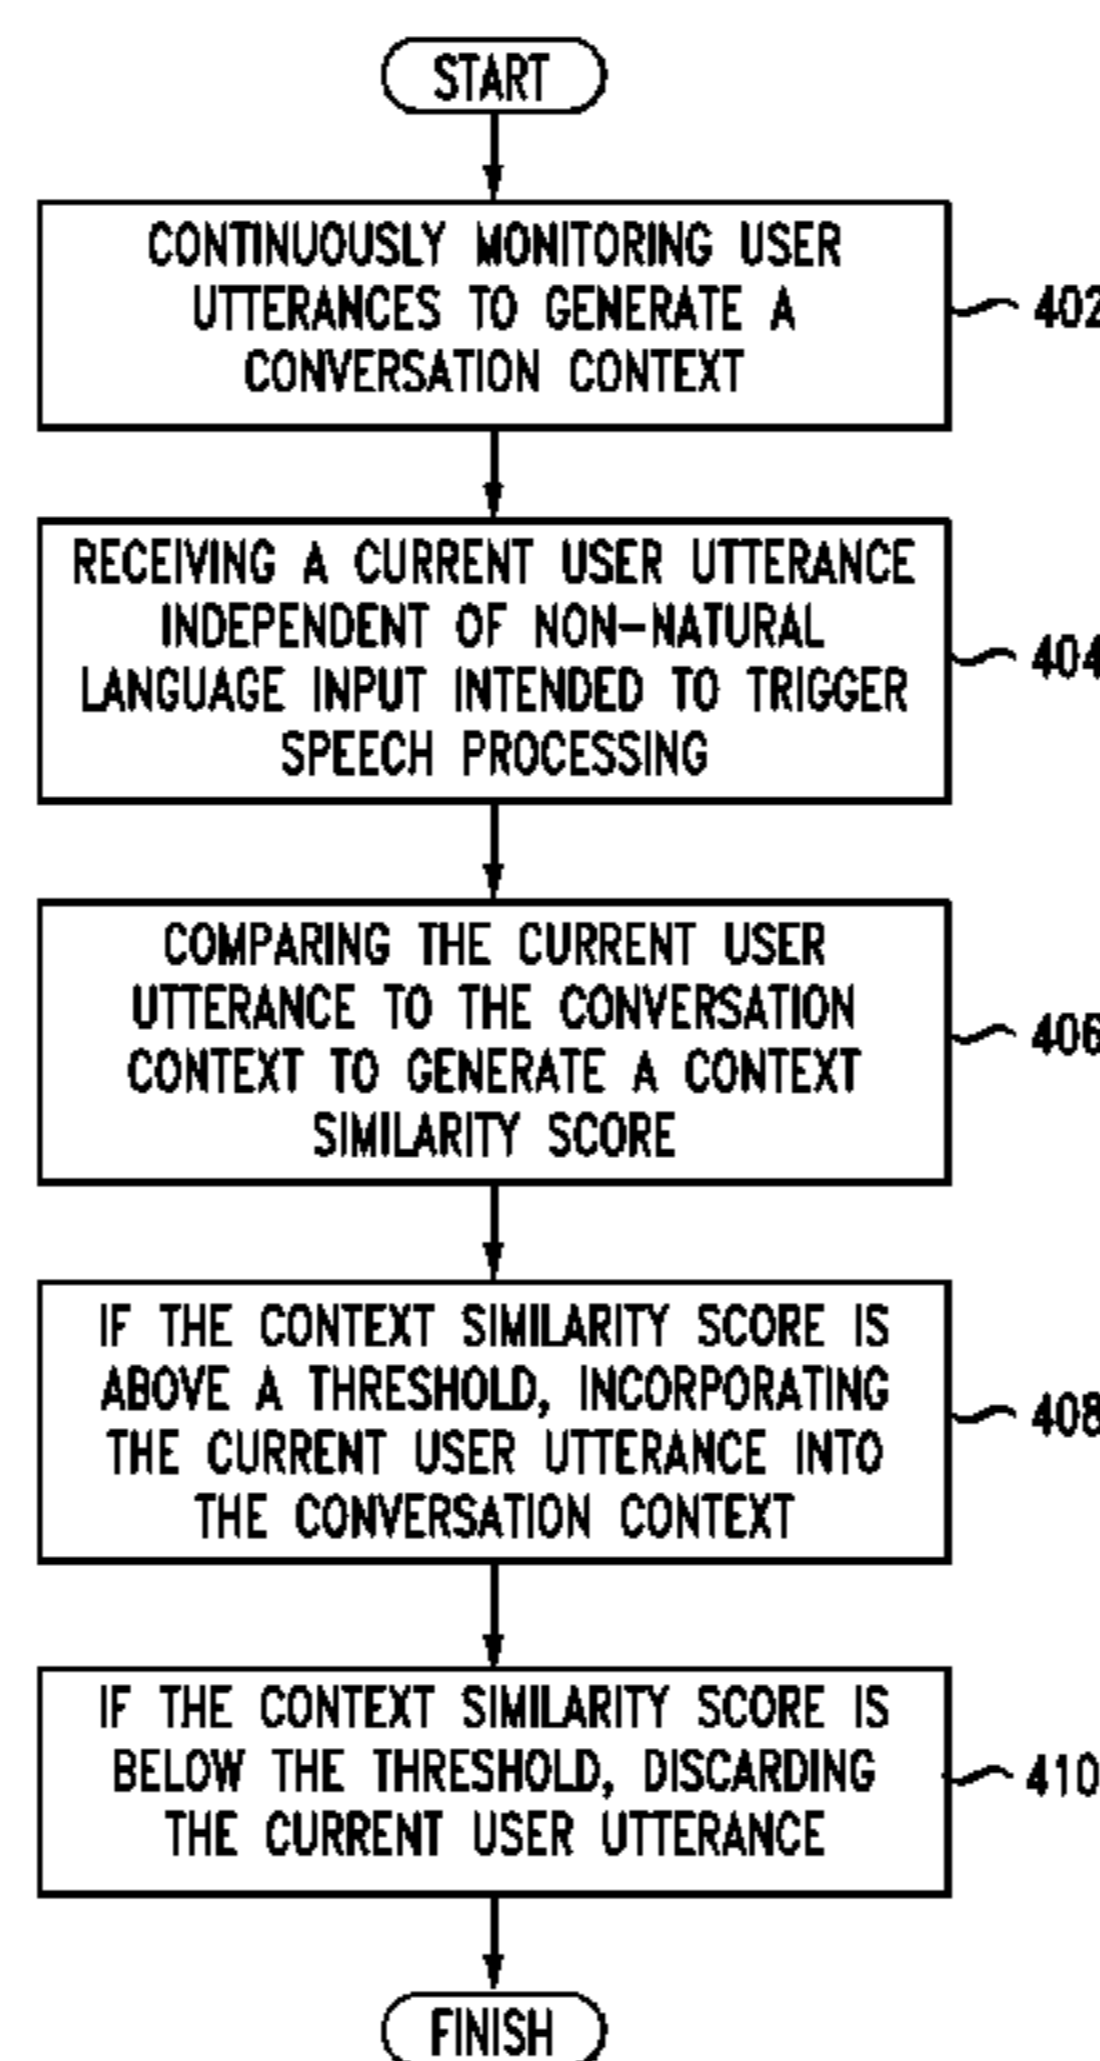 START
CONTINUOUSLY MONITORING USER
UTTERANCES TO GENERATE A
CONVERSATION CONTEXT
402
RECEIVING A CURRENT USER UTTERANCE
INDEPENDENT OF NON-NATURAL
LANGUAGE INPUT INTENDED TO TRIGGER
SPEECH PROCESSING
404
COMPARING THE CURRENT USER
UTTERANCE TO THE CONVERSATION
CONTEXT TO GENERATE A CONTEXT
SIMILARITY SCORE
406
IF THE CONTEXT SIMILARITY SCORE IS
ABOVE A THRESHOLD, INCORPORATING
THE CURRENT USER UTTERANCE INTO
THE CONVERSATION CONTEXT
408
IF THE CONTEXT SIMILARITY SCORE IS
BELOW THE THRESHOLD, DISCARDING
THE CURRENT USER UTTERANCE
410
FINISH